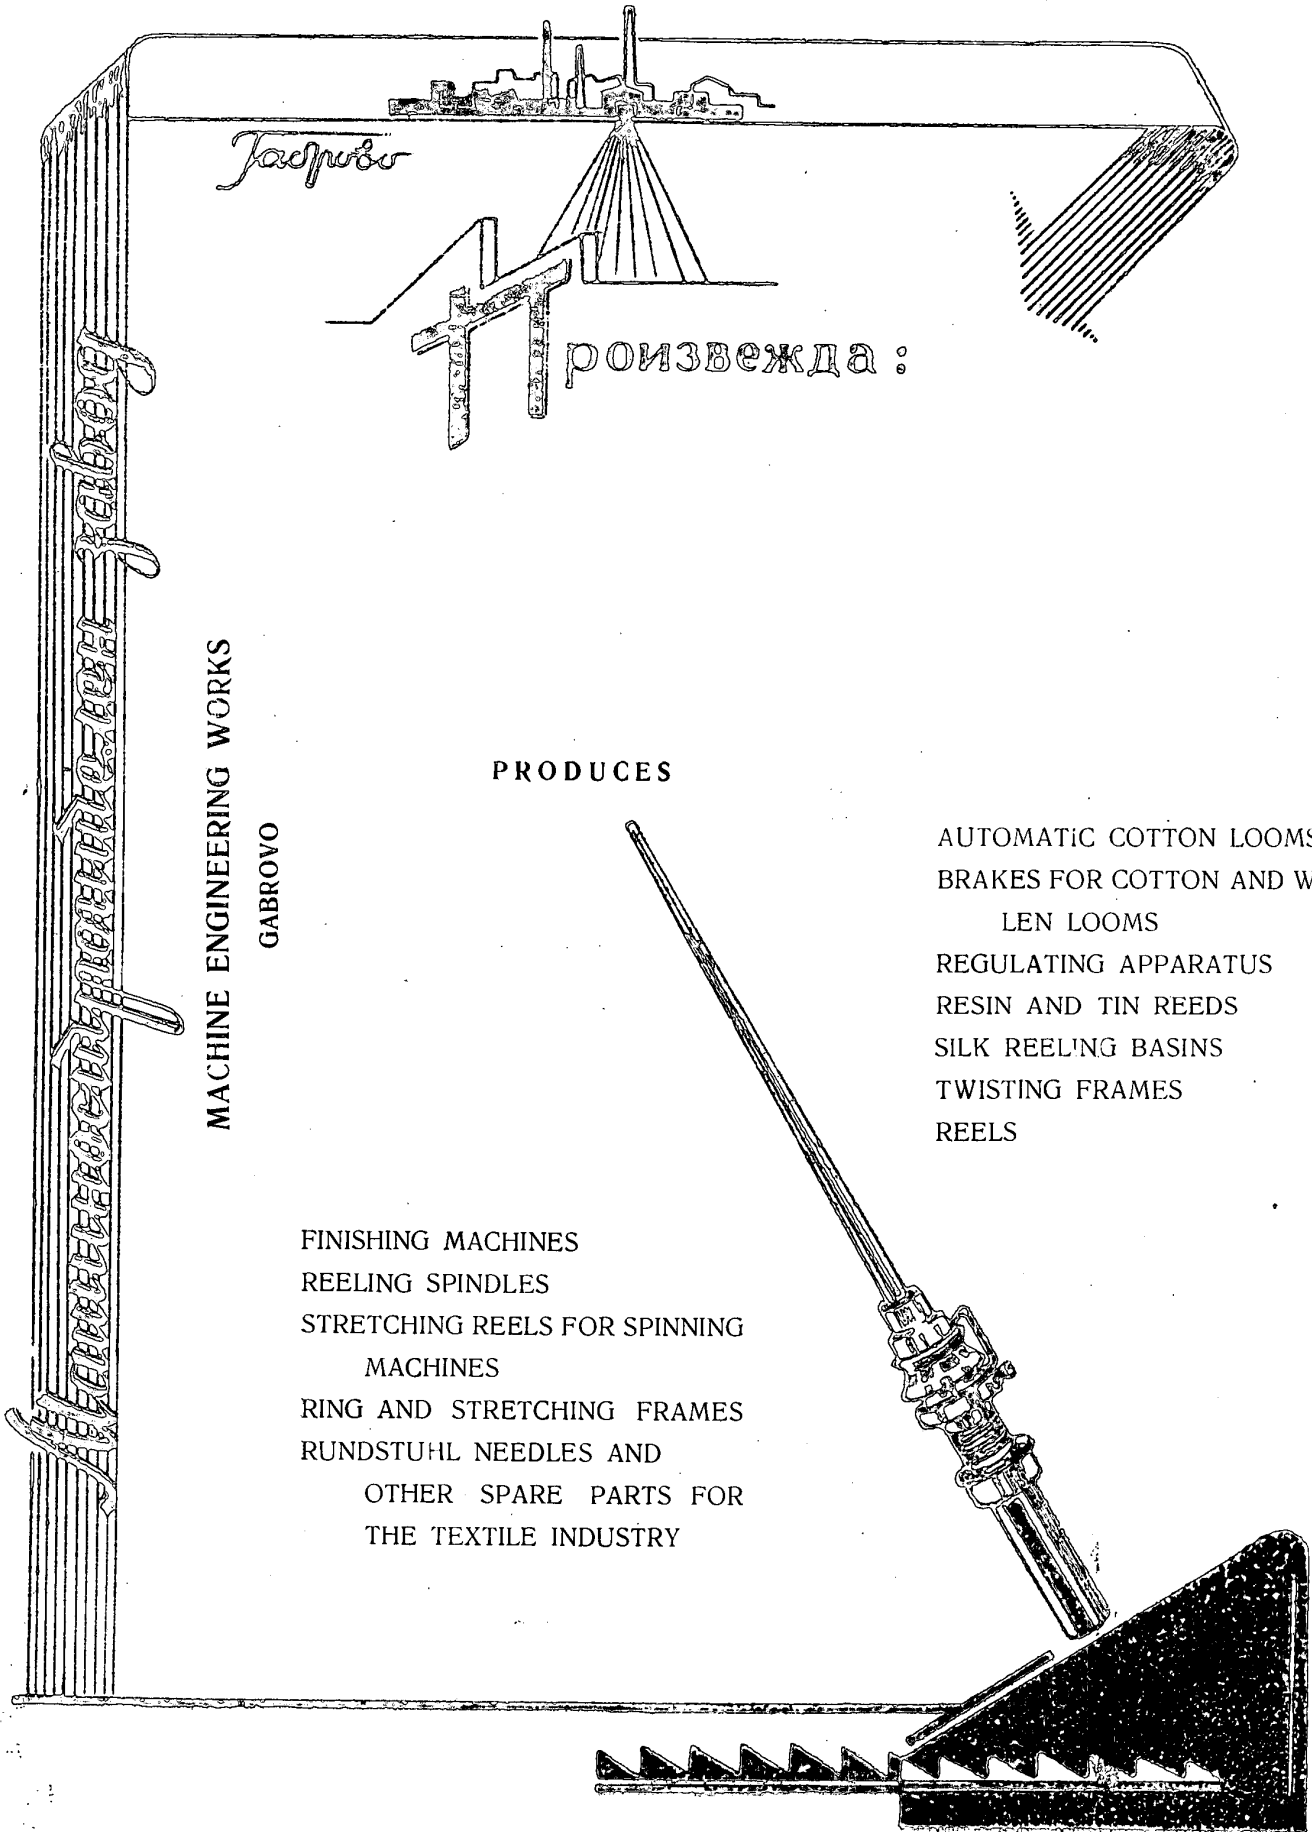 Габрово
Произвежда:
Машиностроителен завод
MACHINE ENGINEERING WORKS
GABROVO
PRODUCES
AUTOMATIC COTTON LOOMS
BRAKES FOR COTTON AND W
LEN LOOMS
REGULATING APPARATUS
RESIN AND TIN REEDS
SILK REELING BASINS
TWISTING FRAMES
REELS
FINISHING MACHINES
REELING SPINDLES
STRETCHING REELS FOR SPINNING
MACHINES
RING AND STRETCHING FRAMES
RUNDSTUHL NEEDLES AND
OTHER SPARE PARTS FOR
THE TEXTILE INDUSTRY